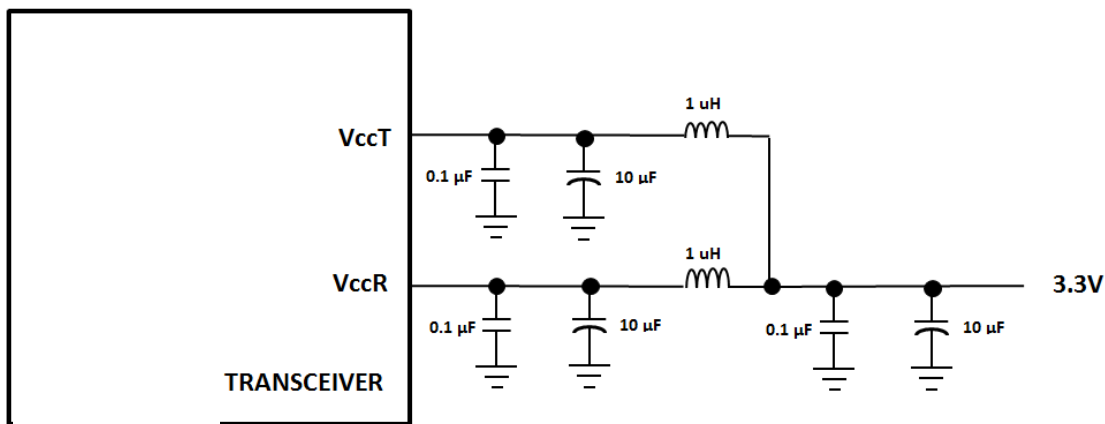 1 uH
VccT
0.1 µF
10 µF
1 uH
VccR
3.3V
0.1 µF
10 µF
0.1 µF
10 µF
TRANSCEIVER